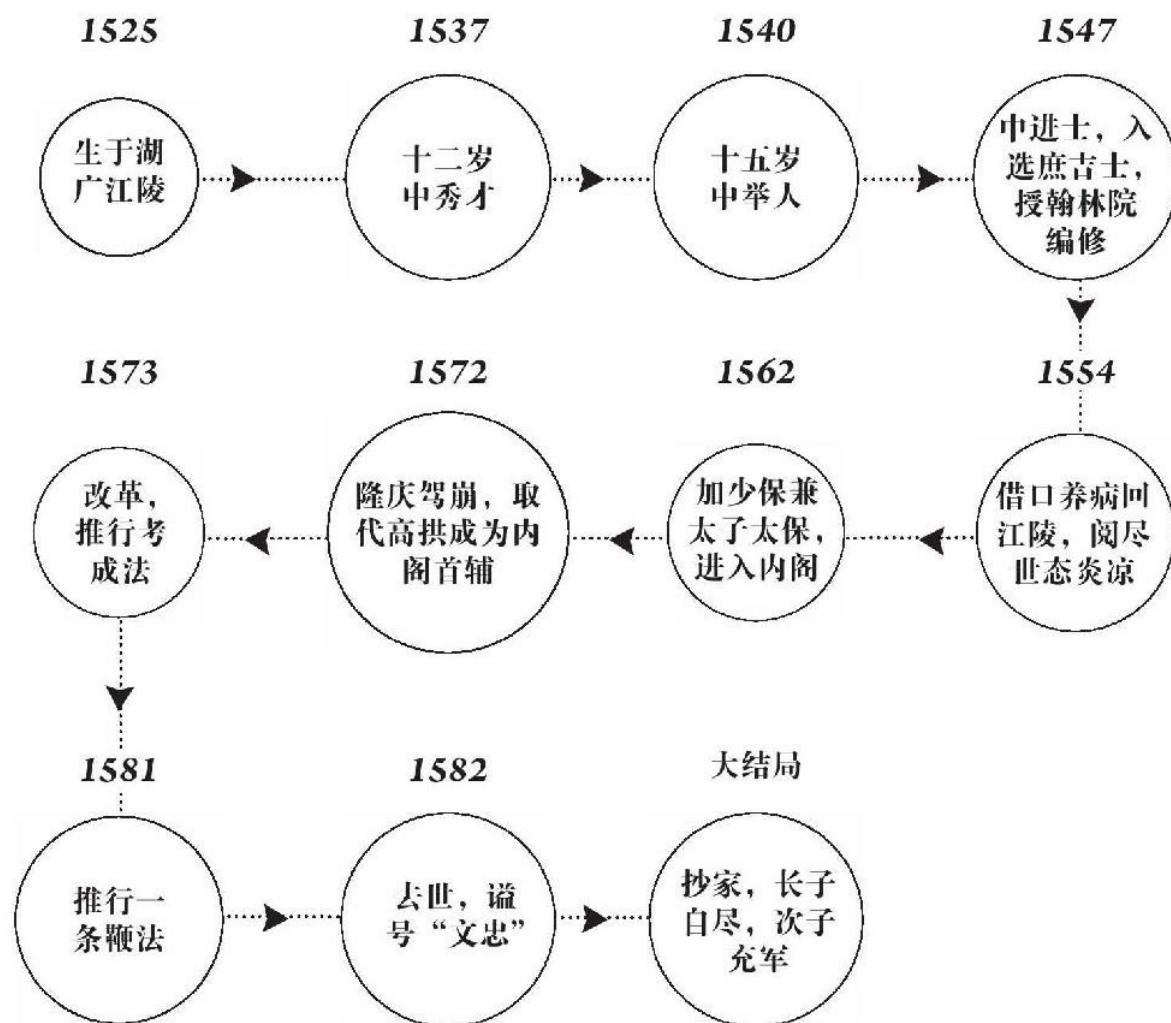 1525
生于湖
广江陵
1537
十二岁
中秀才
1540
十五岁
中举人
1547
中进士，入
选庶吉士，
授翰林院
编修
1554
借口养病回
江陵，阅尽
世态炎凉
1562
加少保兼
太子太保，
进入内阁
1572
隆庆驾崩，取
代高拱成为内
阁首辅
1573
改革，
推行考
成法
1581
推行一
条鞭法
1582
去世，谥
号“文忠”
大结局
抄家，长子
自尽，次子
充军